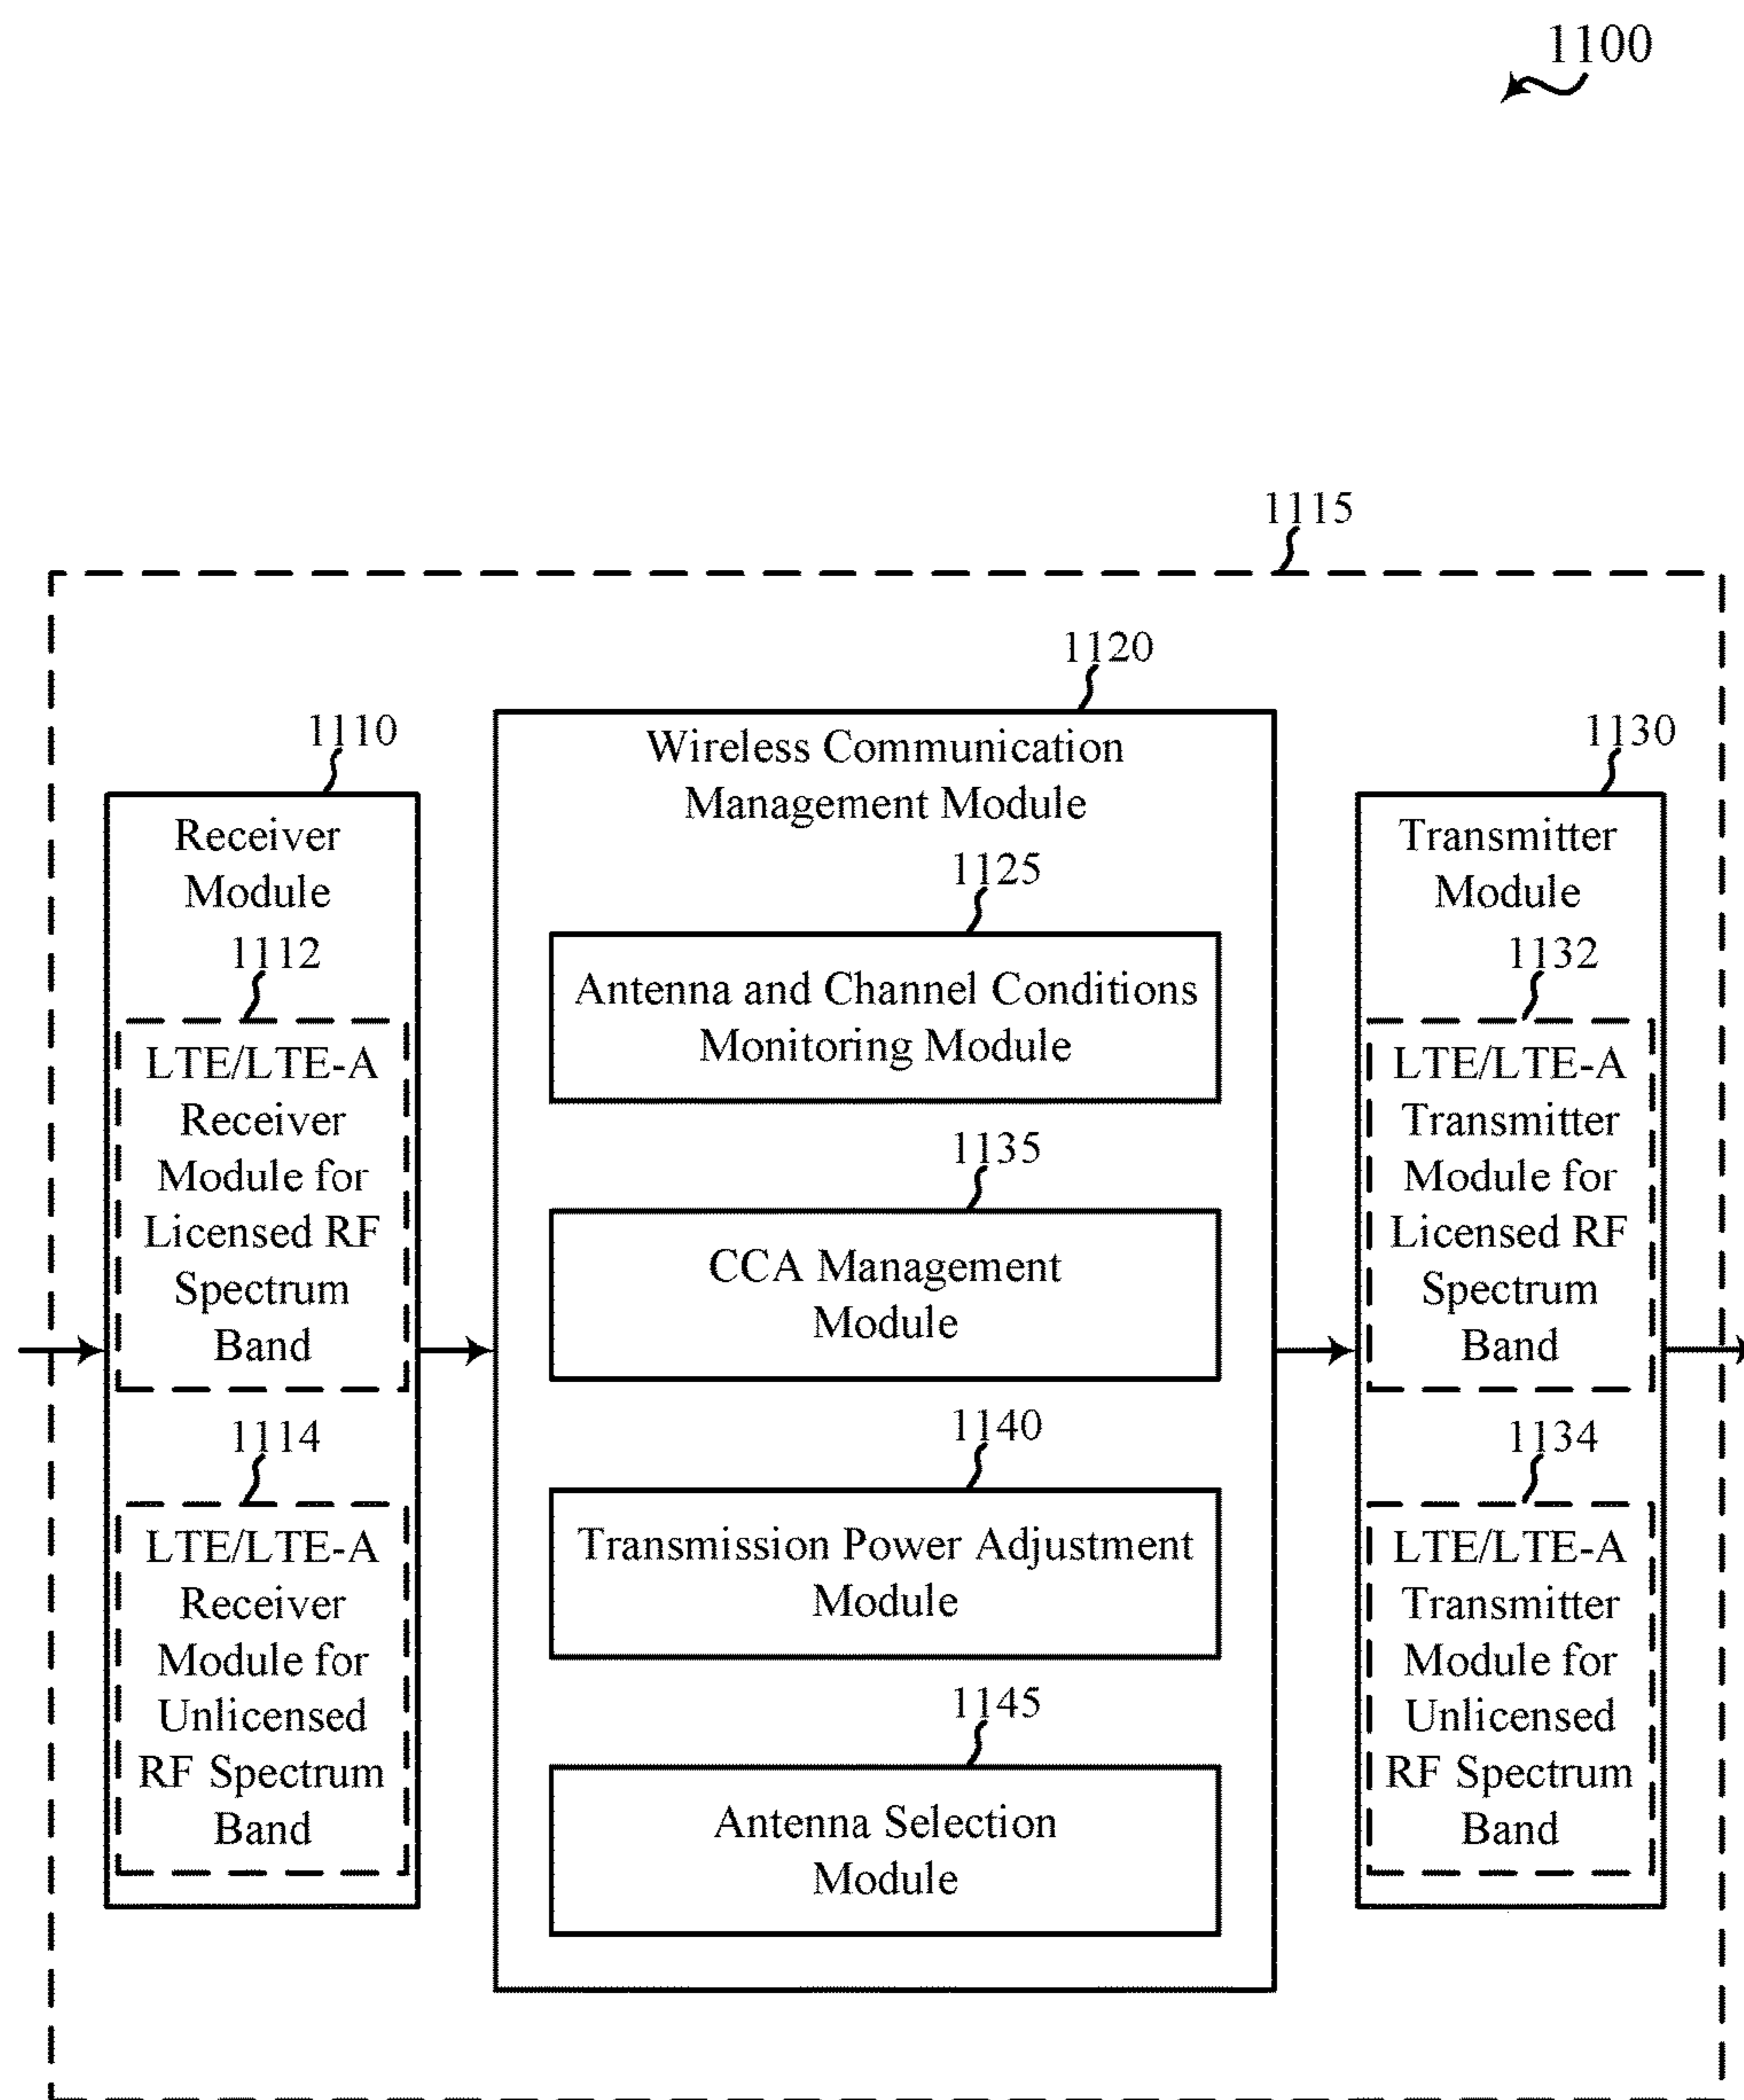 1100
1115
1120
1110
1130
Wireless Communication
Management Module
Receiver
Module
Transmitter
Module
1125
1112
1132
Antenna and Channel Conditions
Monitoring Module
LTE/LTE-A
Receiver
Module for
Licensed RF
Spectrum
Band
LTE/LTE-A
Transmitter
Module for
Licensed RF
Spectrum
Band
1135
CCA Management
Module
1114
1140
1134
Transmission Power Adjustment
Module
LTE/LTE-A
Receiver
Module for
Unlicensed
RF Spectrum
Band
LTE/LTE-A
Transmitter
Module for
Unlicensed
RF Spectrum
Band
1145
Antenna Selection
Module